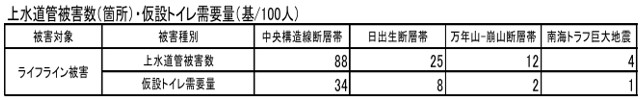 上水道管被害数(箇所)・仮設トイレ需要量(基/100人)
被害対象 被害種別 中央構造線断層帯 日出生断層帯 万年山-崩山断層帯 南海トラフ巨大地震
ライフライン被害 上水道管被害数 88 25 12 4
仮設トイレ需要量 34 8 2 1